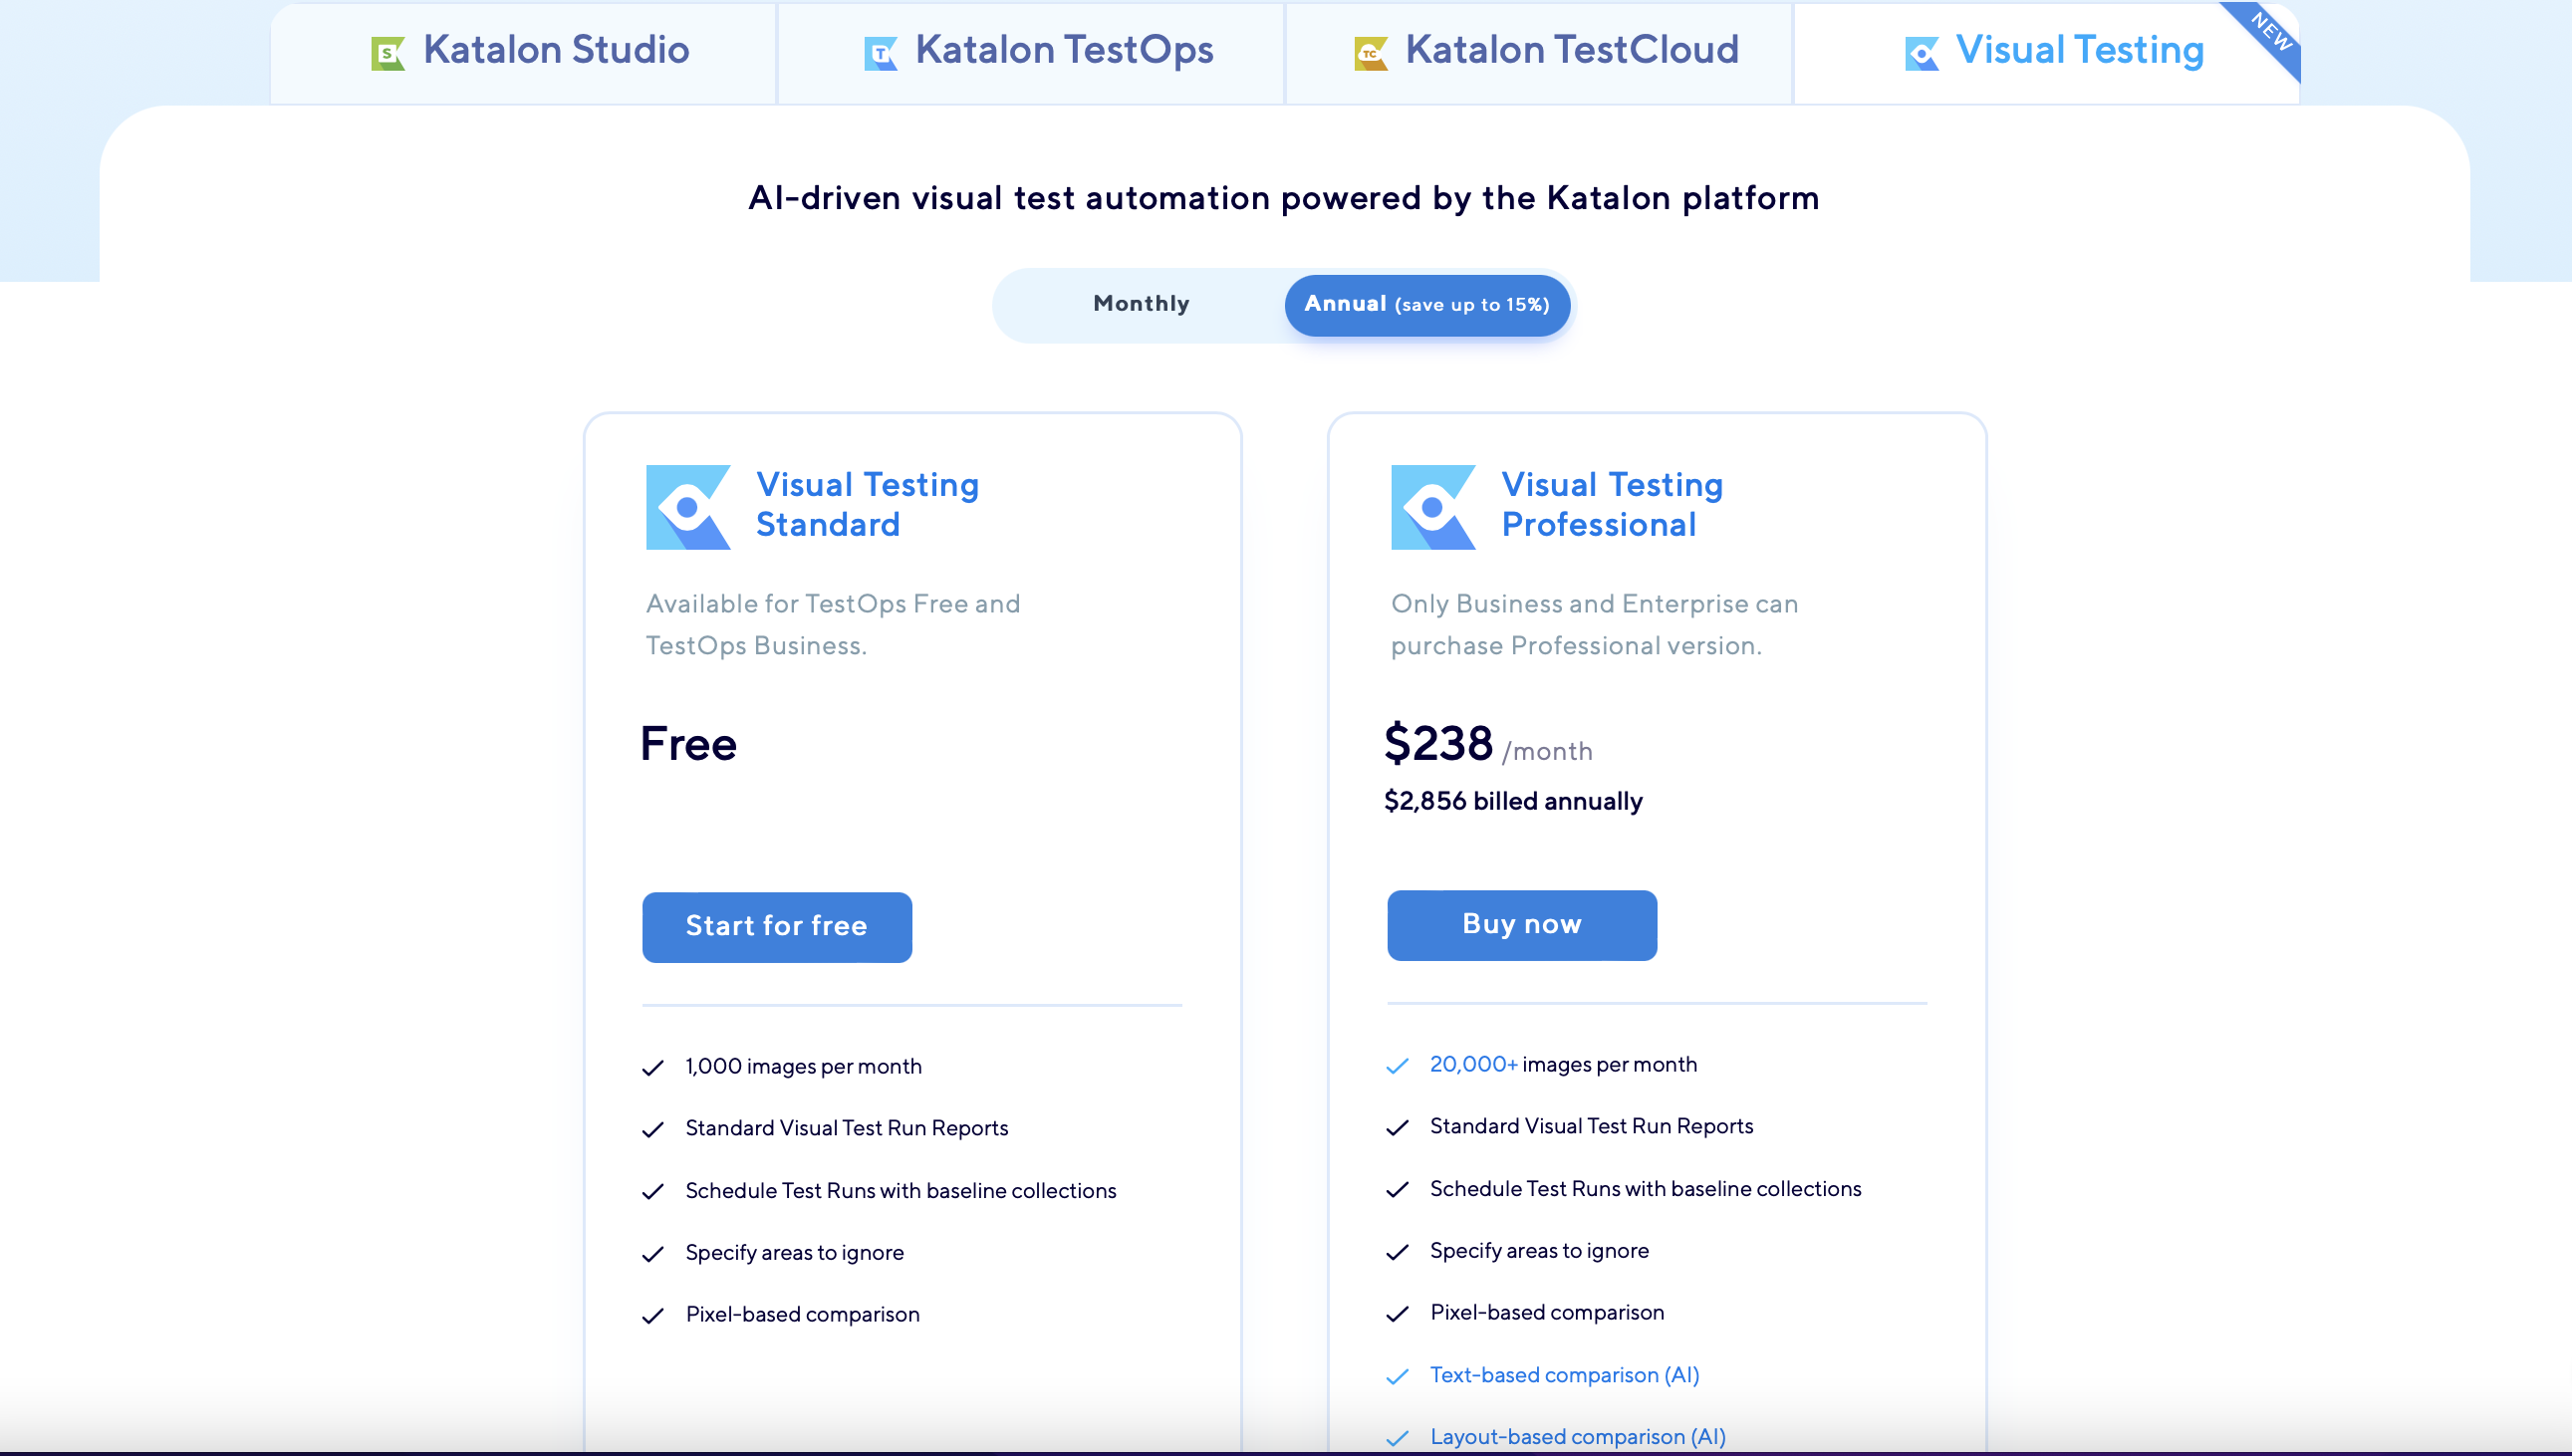 Katalon Studio
Katalon TestOps
Katalon TestCloud
Visual Testing
NEW
AI-driven visual test automation powered by the Katalon platform
Monthly
Annual (save up to 15%)
Visual Testing
Standard
Available for TestOps Free and
TestOps Business.
Free
Start for free
1,000 images per month
Standard Visual Test Run Reports
Schedule Test Runs with baseline collections
Specify areas to ignore
Pixel-based comparison
Visual Testing
Professional
Only Business and Enterprise can
purchase Professional version.
$238 /month
$2,856 billed annually
Buy now
20,000+ images per month
Standard Visual Test Run Reports
Schedule Test Runs with baseline collections
Specify areas to ignore
Pixel-based comparison
Text-based comparison (AI)
Layout-based comparison (AI)